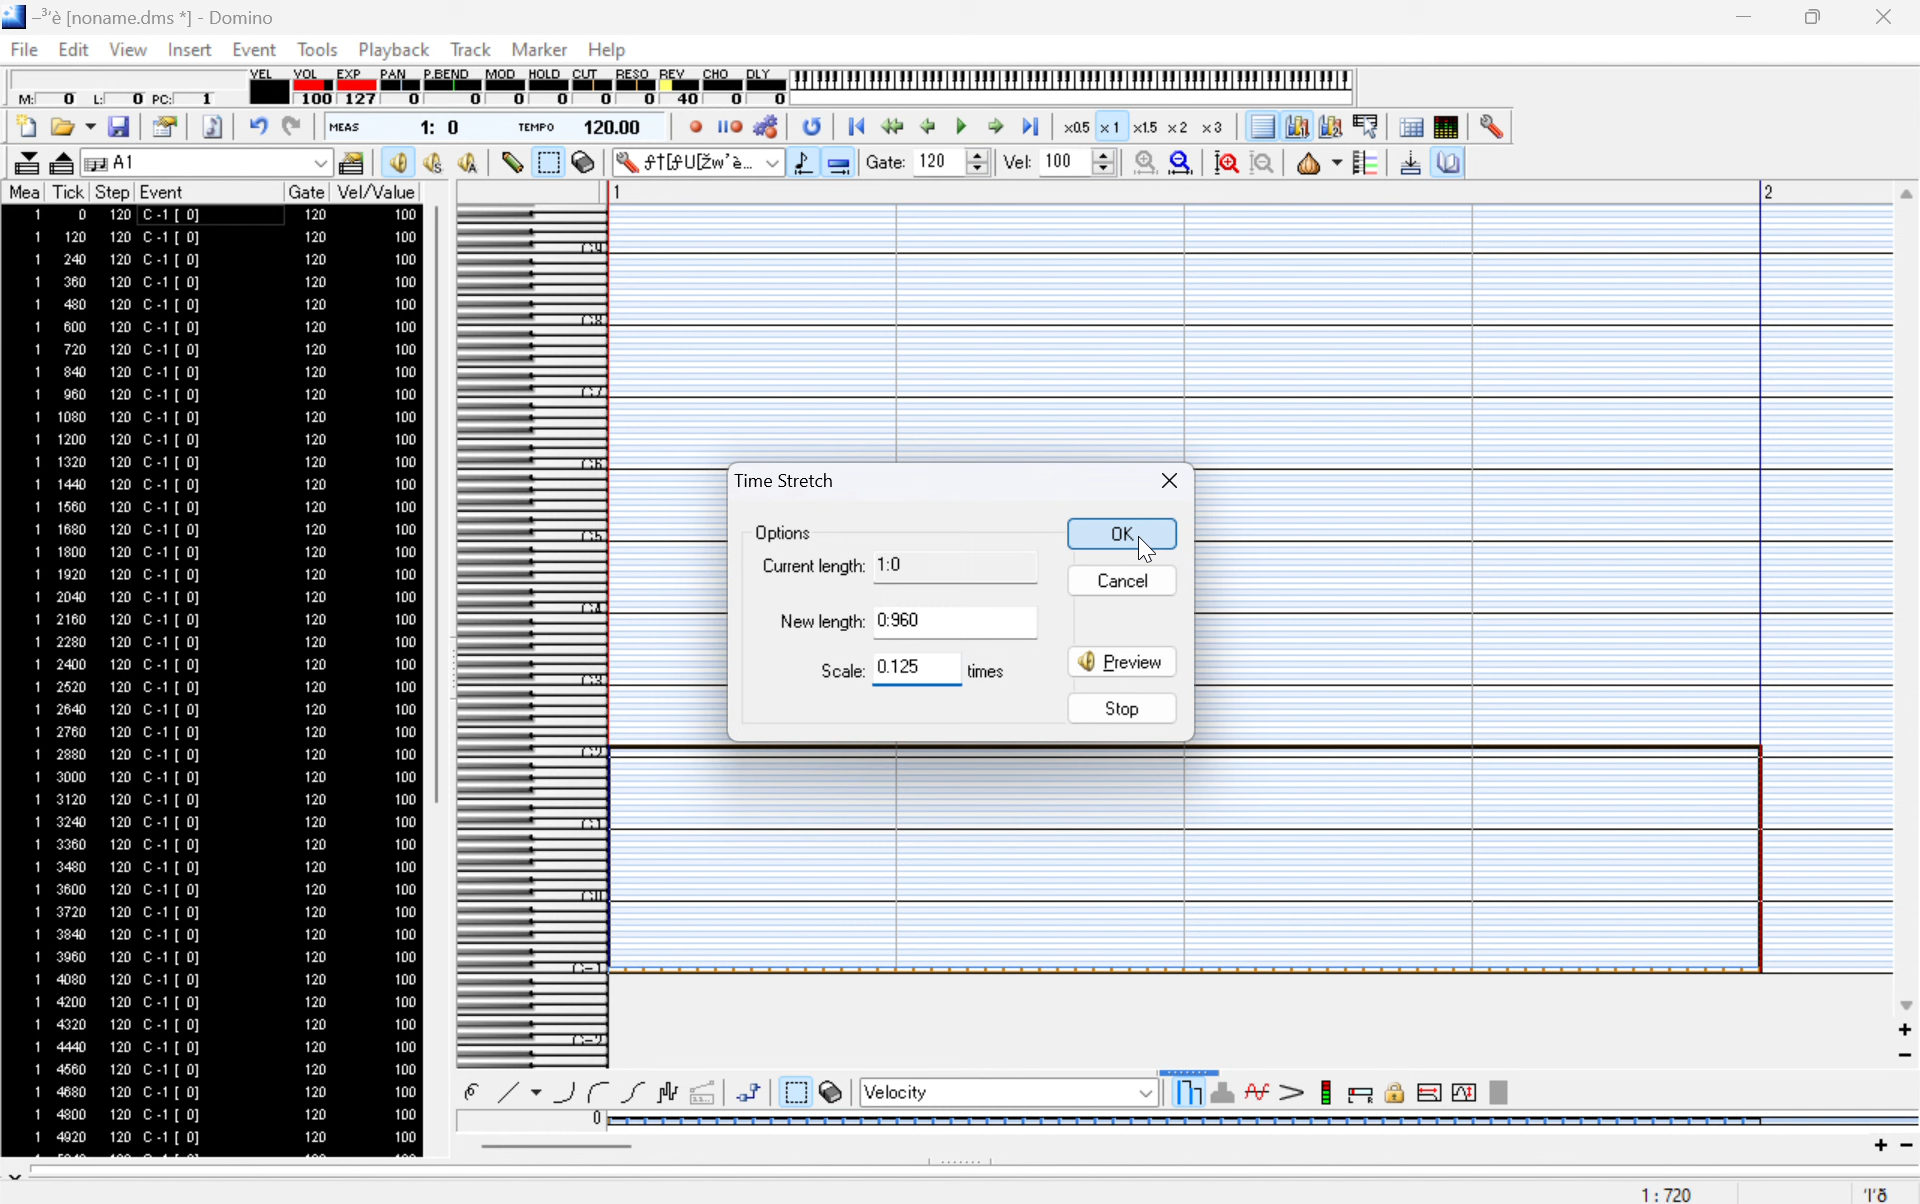 –³’è [noname.dms *] - Domino
File Edit View Insert Event Tools Playback Track Marker Help
VEL VOL EXP PAN P.BEND MOD HOLD CUT RESO REV CHO DLY
M: 0 L: 0 PC: 1 100 127 0 0 0 0 0 0 40 0 0
MEAS 1: 0 TEMPO 120.00 x0.5 x1 x1.5 x2 x3
A1 Gate: 120 Vel: 100
Mea Tick Step Event Gate Vel/Value 1 2
1 0 120 C -1 [ 0] 120 100
1 120 120 C -1 [ 0] 120 100
1 240 120 C -1 [ 0] 120 100
1 360 120 C -1 [ 0] 120 100
1 480 120 C -1 [ 0] 120 100
1 600 120 C -1 [ 0] 120 100
1 720 120 C -1 [ 0] 120 100
1 840 120 C -1 [ 0] 120 100
1 960 120 C -1 [ 0] 120 100
1 1080 120 C -1 [ 0] 120 100
1 1200 120 C -1 [ 0] 120 100
1 1320 120 C -1 [ 0] 120 100
1 1440 120 C -1 [ 0] 120 100
1 1560 120 C -1 [ 0] 120 100
1 1680 120 C -1 [ 0] 120 100
1 1800 120 C -1 [ 0] 120 100
1 1920 120 C -1 [ 0] 120 100
1 2040 120 C -1 [ 0] 120 100
1 2160 120 C -1 [ 0] 120 100
1 2280 120 C -1 [ 0] 120 100
1 2400 120 C -1 [ 0] 120 100
1 2520 120 C -1 [ 0] 120 100
1 2640 120 C -1 [ 0] 120 100
1 2760 120 C -1 [ 0] 120 100
1 2880 120 C -1 [ 0] 120 100
1 3000 120 C -1 [ 0] 120 100
1 3120 120 C -1 [ 0] 120 100
1 3240 120 C -1 [ 0] 120 100
1 3360 120 C -1 [ 0] 120 100
1 3480 120 C -1 [ 0] 120 100
1 3600 120 C -1 [ 0] 120 100
1 3720 120 C -1 [ 0] 120 100
1 3840 120 C -1 [ 0] 120 100
1 3960 120 C -1 [ 0] 120 100
1 4080 120 C -1 [ 0] 120 100
1 4200 120 C -1 [ 0] 120 100
1 4320 120 C -1 [ 0] 120 100
1 4440 120 C -1 [ 0] 120 100
1 4560 120 C -1 [ 0] 120 100
1 4680 120 C -1 [ 0] 120 100
1 4800 120 C -1 [ 0] 120 100
1 4920 120 C -1 [ 0] 120 100
C9
C8
C7
C6
C5
C4
C3
C2
C1
C0
C-1
C-2
Time Stretch
Options
Current length: 1:0
New length: 0:960
Scale: 0.125 times
OK
Cancel
Preview
Stop
Velocity
0
1 : 720